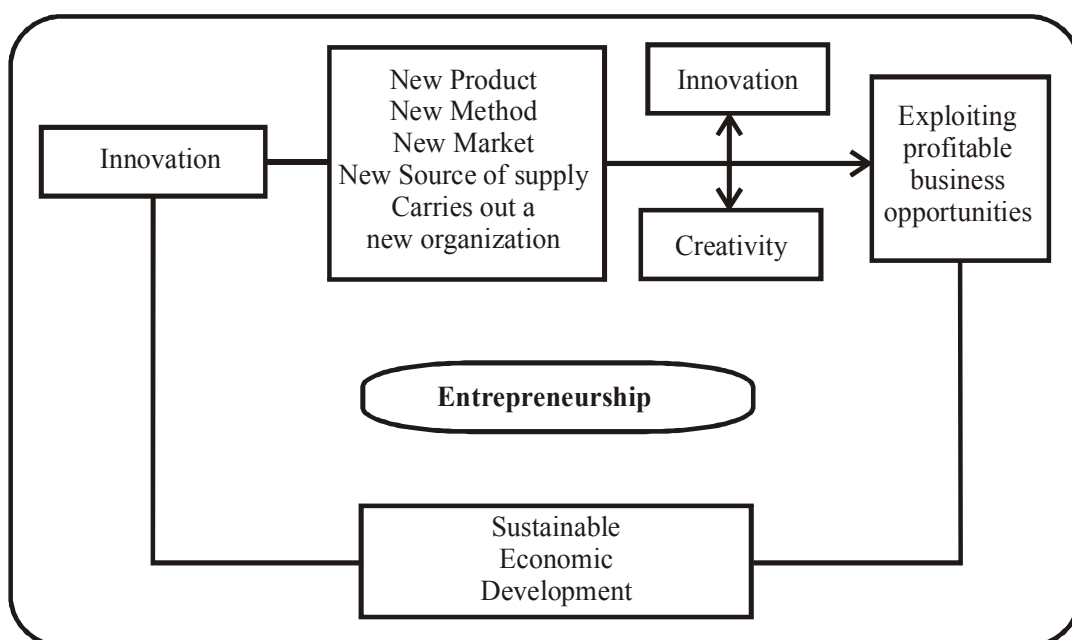 Innovation
New Product
New Method
New Market
New Source of supply
Carries out a
new organization
Innovation
Creativity
Exploiting
profitable
business
opportunities
Entrepreneurship
Sustainable
Economic
Development